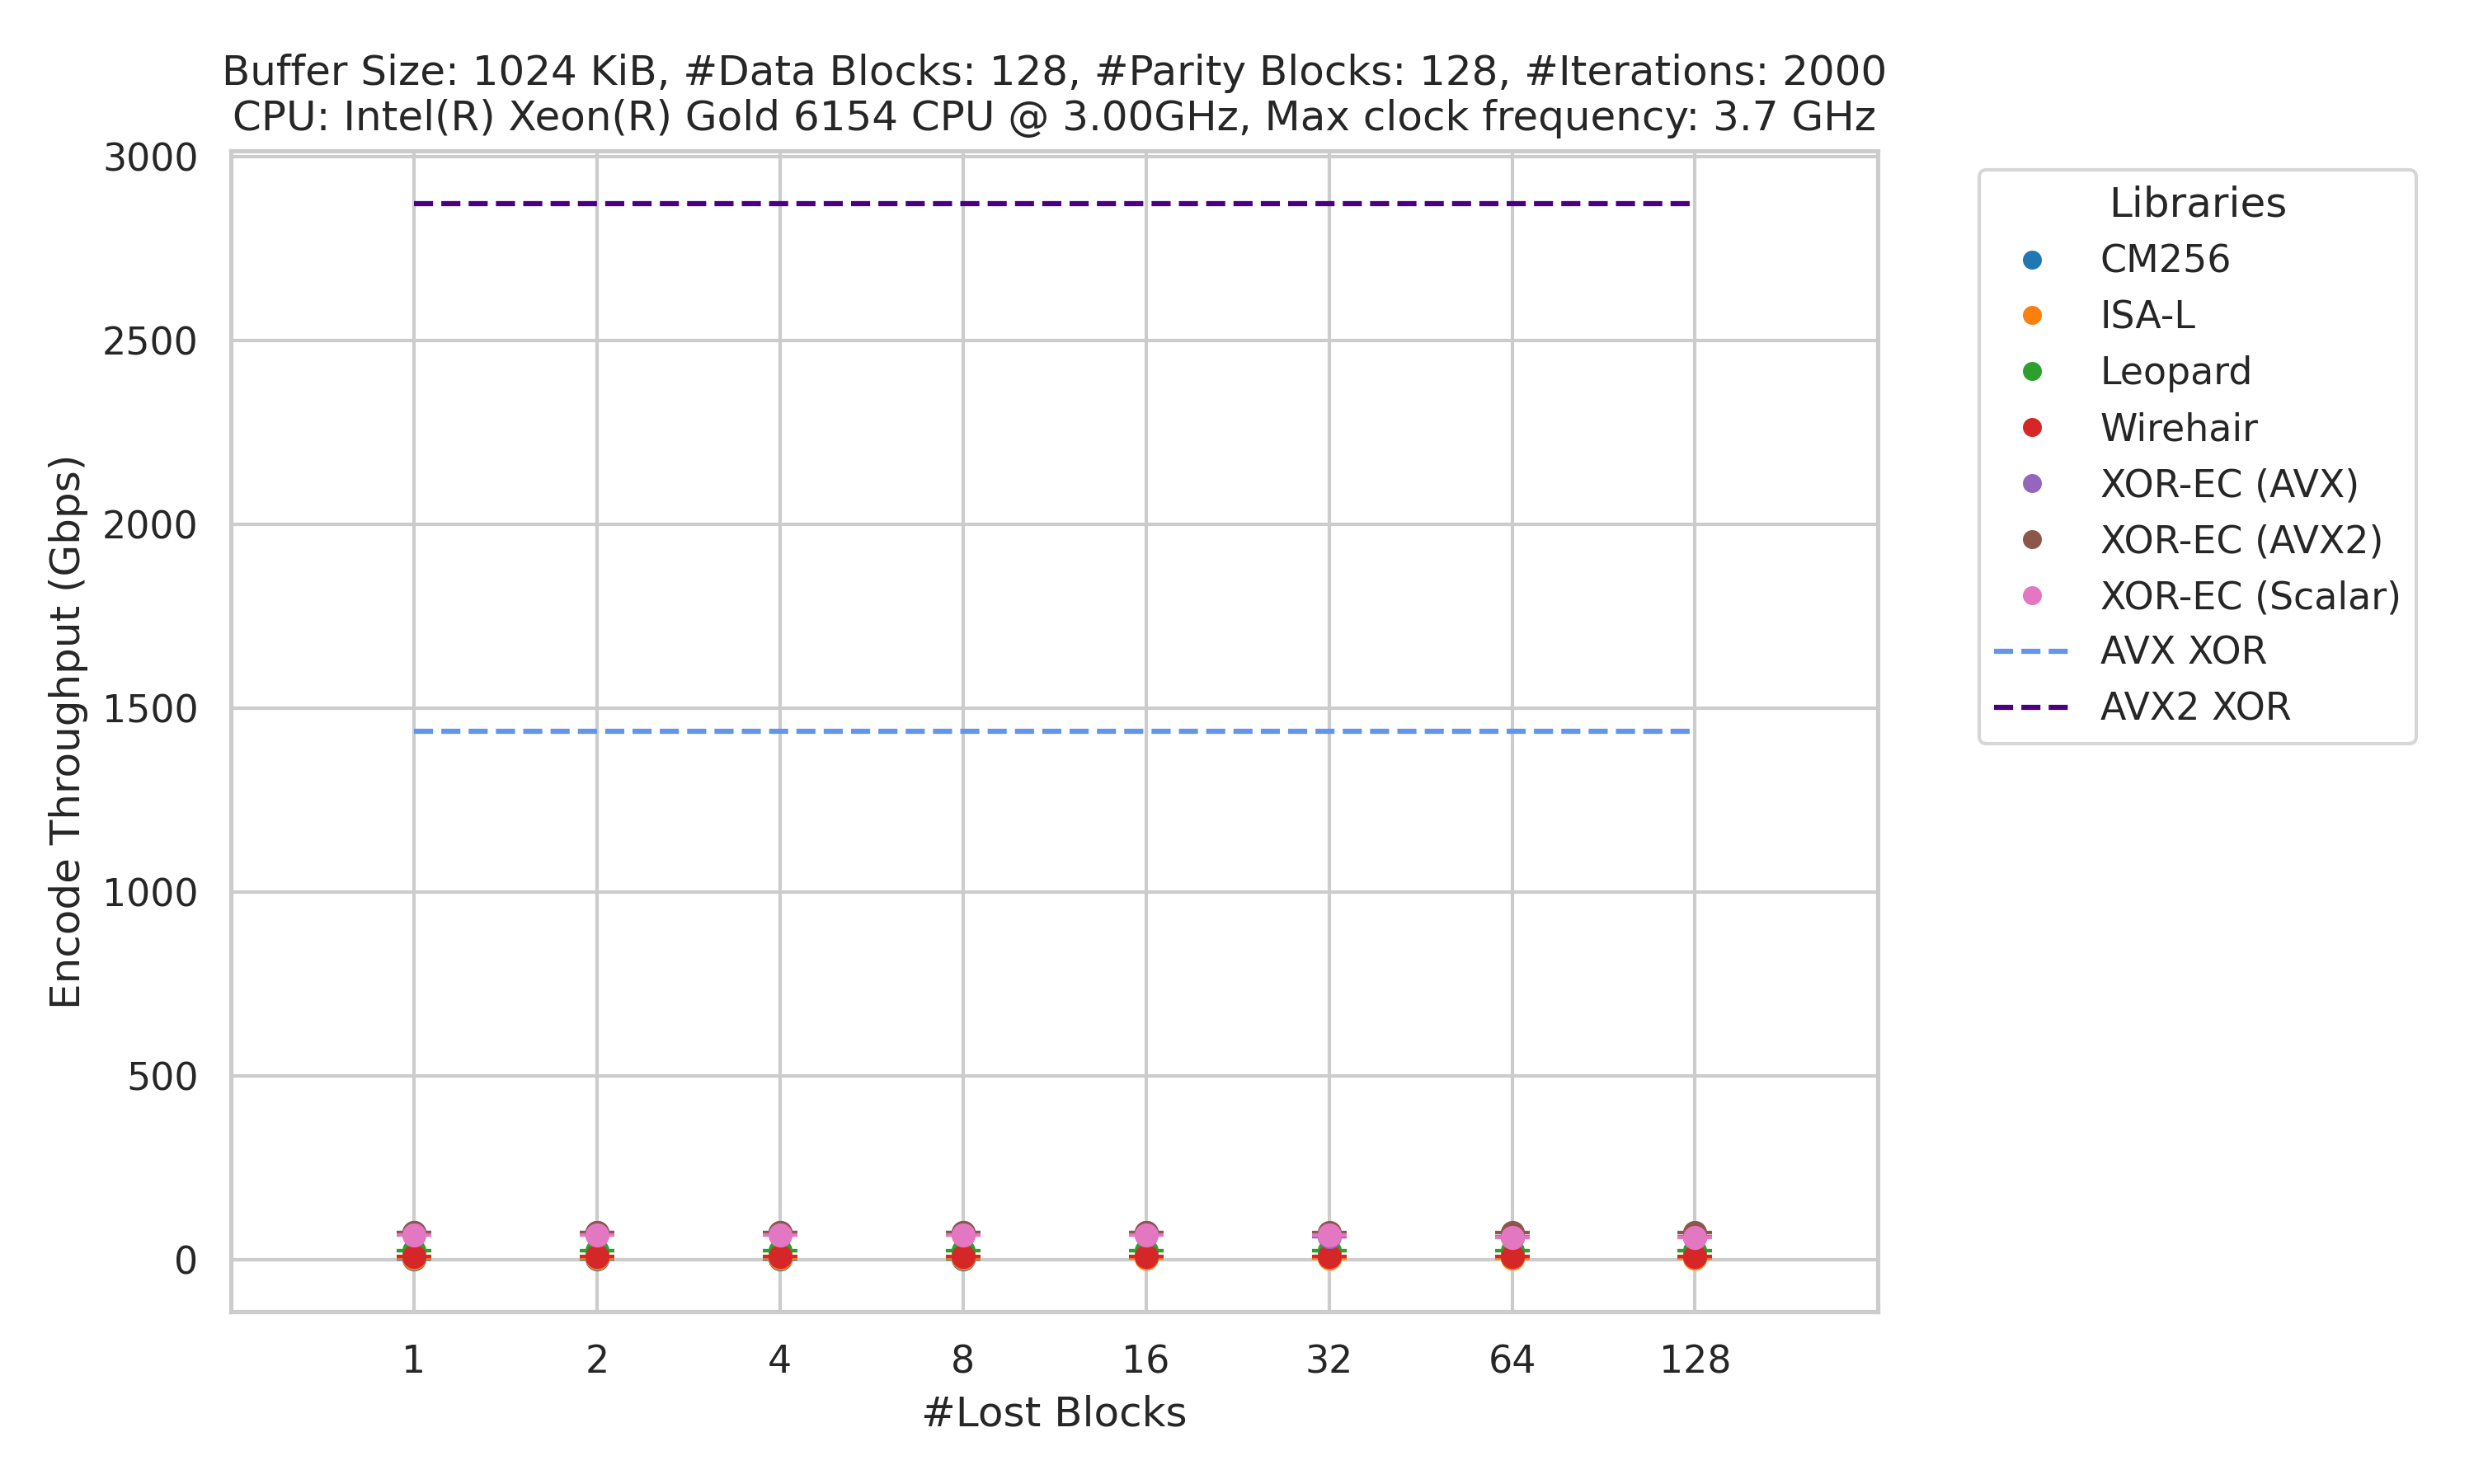 Buffer Size: 1024 KiB, #Data Blocks: 128, #Parity Blocks: 128, #Iterations: 2000
CPU: Intel(R) Xeon(R) Gold 6154 CPU @ 3.00GHz, Max clock frequency: 3.7 GHz
Encode Throughput (Gbps)
3000
2500
2000
1500
1000
500
0
1 2 4 8 16 32 64 128
#Lost Blocks
Libraries
CM256
ISA-L
Leopard
Wirehair
XOR-EC (AVX)
XOR-EC (AVX2)
XOR-EC (Scalar)
AVX XOR
AVX2 XOR